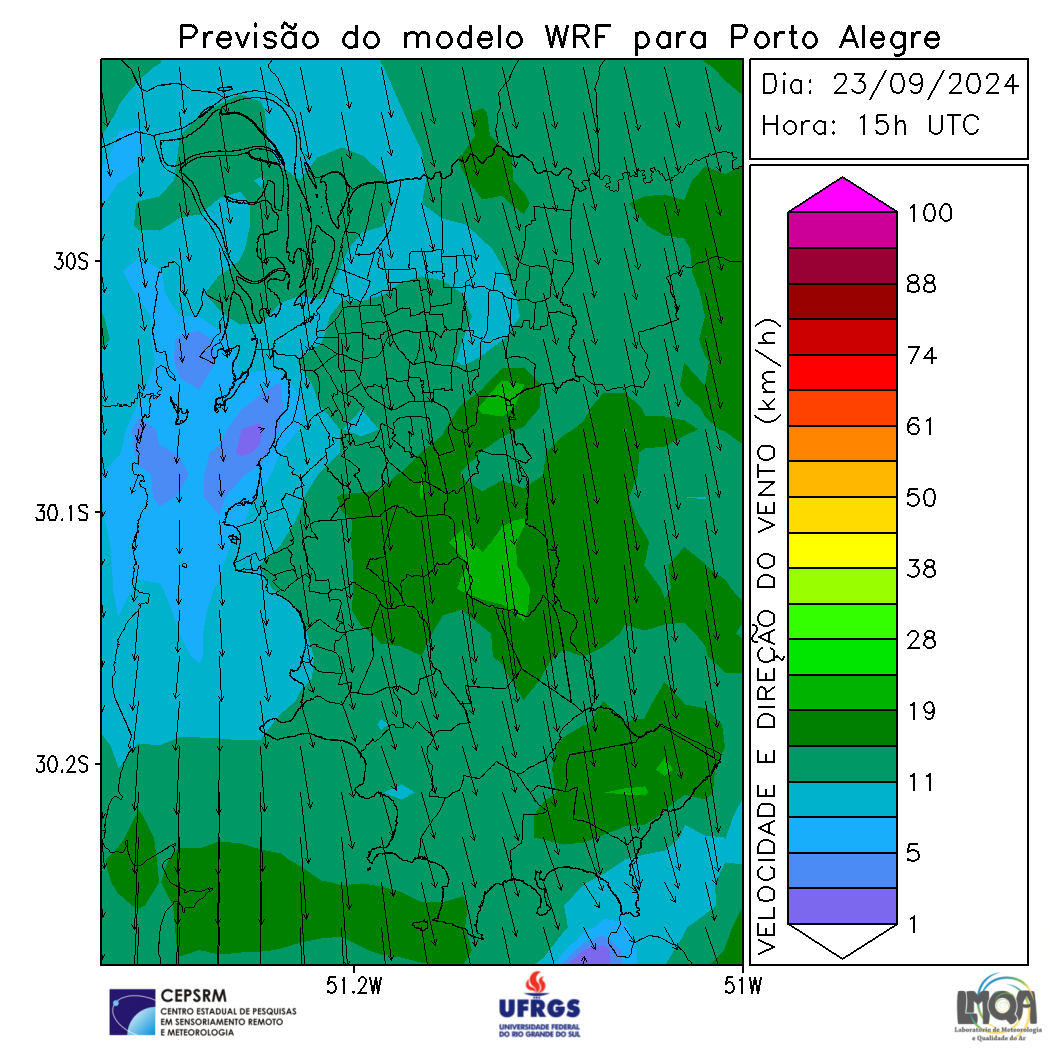 Previsão do modelo WRF para Porto Alegre
Dia: 23/09/2024
Hora: 15h UTC
30S
30.1S
30.2S
51.2W
51W
VELOCIDADE E DIREÇÃO DO VENTO (km/h)
100
88
74
61
50
38
28
19
11
5
1
CEPSRM
CENTRO ESTADUAL DE PESQUISAS
EM SENSORIAMENTO REMOTO
E METEOROLOGIA
UFRGS
UNIVERSIDADE FEDERAL
DO RIO GRANDE DO SUL
LMQA
Laboratório de Meteorologia
e Qualidade do Ar